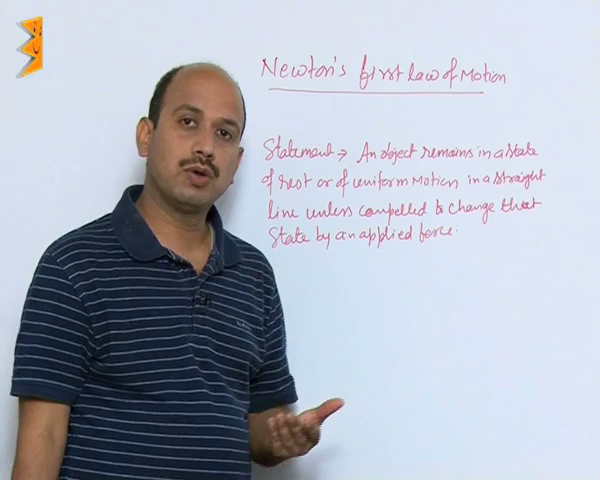 Newton's first law of Motion
Statement → An object remains in a state
of rest or of uniform motion in a straight
line unless compelled to change that
state by an applied force.